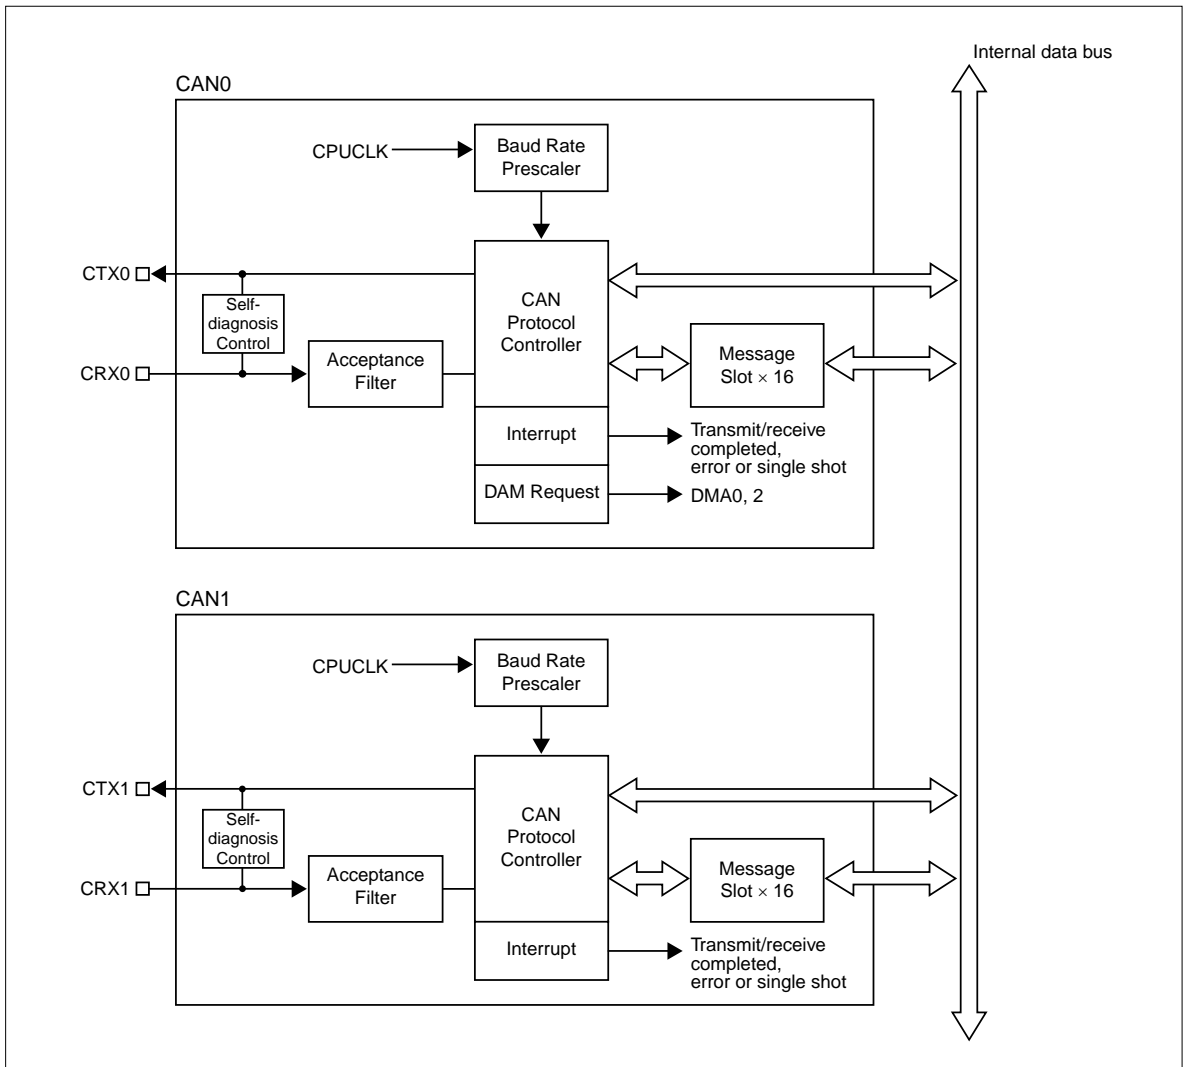 Internal data bus
CAN0
CPUCLK
Baud Rate
Prescaler
CTX0
Self-
diagnosis
Control
CAN
Protocol
Controller
CRX0
Acceptance
Filter
Message
Slot × 16
Interrupt
Transmit/receive
completed,
error or single shot
DAM Request
DMA0, 2
CAN1
CPUCLK
Baud Rate
Prescaler
CTX1
Self-
diagnosis
Control
CAN
Protocol
Controller
CRX1
Acceptance
Filter
Message
Slot × 16
Interrupt
Transmit/receive
completed,
error or single shot